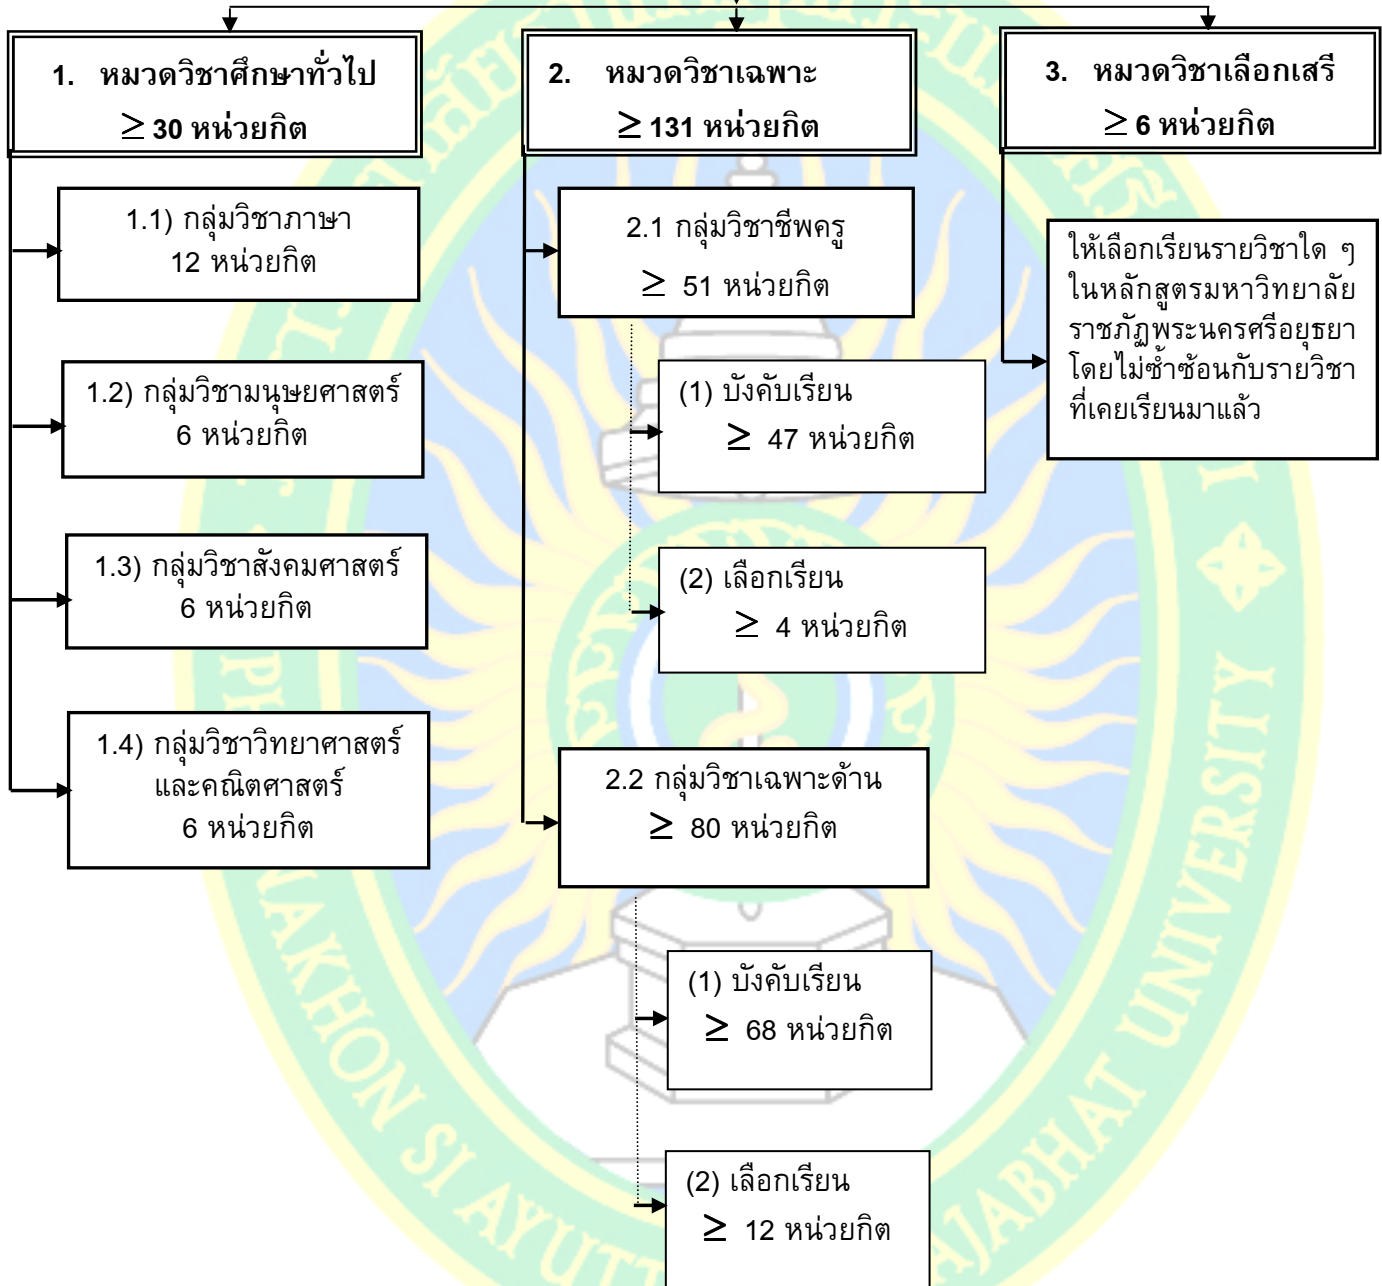 1. หมวดวิชาศึกษาทั่วไป
≥ 30 หน่วยกิต
1.1) กลุ่มวิชาภาษา
12 หน่วยกิต
1.2) กลุ่มวิชามนุษยศาสตร์
6 หน่วยกิต
1.3) กลุ่มวิชาสังคมศาสตร์
6 หน่วยกิต
1.4) กลุ่มวิชาวิทยาศาสตร์
และคณิตศาสตร์
6 หน่วยกิต
2. หมวดวิชาเฉพาะ
≥ 131 หน่วยกิต
2.1 กลุ่มวิชาชีพครู
≥ 51 หน่วยกิต
(1) บังคับเรียน
≥ 47 หน่วยกิต
(2) เลือกเรียน
≥ 4 หน่วยกิต
2.2 กลุ่มวิชาเฉพาะด้าน
≥ 80 หน่วยกิต
(1) บังคับเรียน
≥ 68 หน่วยกิต
(2) เลือกเรียน
≥ 12 หน่วยกิต
3. หมวดวิชาเลือกเสรี
≥ 6 หน่วยกิต
ให้เลือกเรียนรายวิชาใด ๆ
ในหลักสูตรมหาวิทยาลัย
ราชภัฏพระนครศรีอยุธยา
โดยไม่ซ้ำซ้อนกับรายวิชา
ที่เคยเรียนมาแล้ว
NAKHON SI AYUTT
RAJABHAT UNIVERSITY